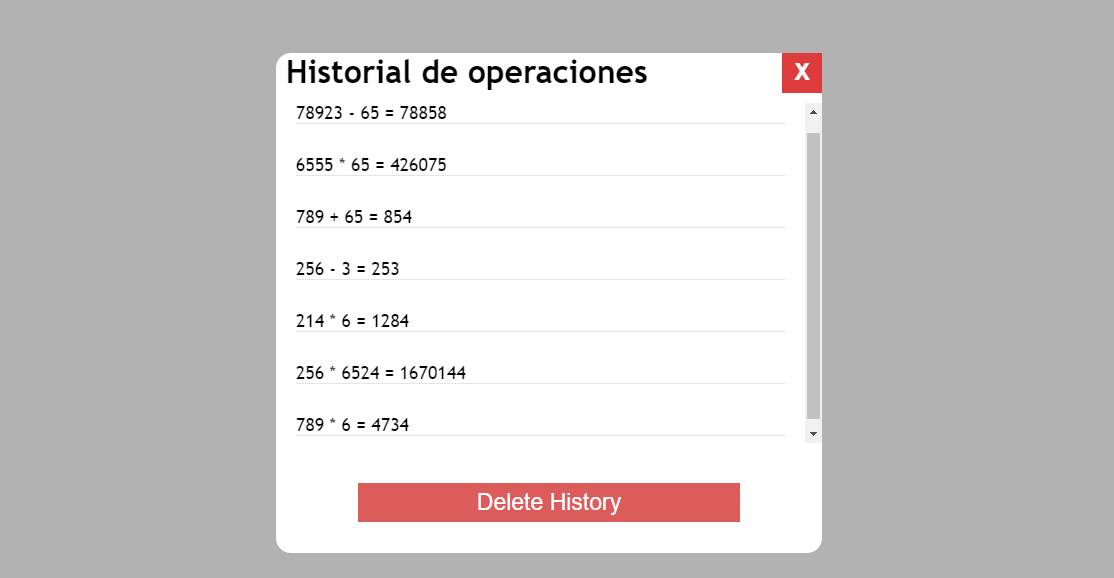 Historial de operaciones
X
78923 - 65 = 78858
6555 * 65 = 426075
789 + 65 = 854
256 - 3 = 253
214 * 6 = 1284
256 * 6524 = 1670144
789 * 6 = 4734
Delete History